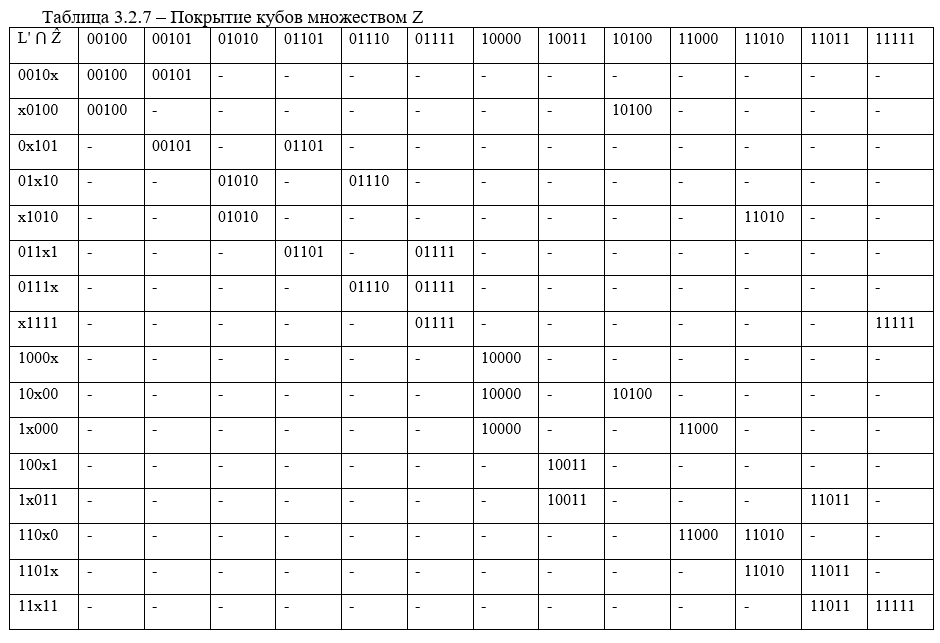 Таблица 3.2.7 – Покрытие кубов множеством Z
L' ∩ Ẑ 00100 00101 01010 01101 01110 01111 10000 10011 10100 11000 11010 11011 11111
0010x 00100 00101 - - - - - - - - - - -
x0100 00100 - - - - - - - 10100 - - - -
0x101 - 00101 - 01101 - - - - - - - - -
01x10 - - 01010 - 01110 - - - - - - - -
x1010 - - 01010 - - - - - - - 11010 - -
011x1 - - - 01101 - 01111 - - - - - - -
0111x - - - - 01110 01111 - - - - - - -
x1111 - - - - - 01111 - - - - - - 11111
1000x - - - - - - 10000 - - - - - -
10x00 - - - - - - 10000 - 10100 - - - -
1x000 - - - - - - 10000 - - 11000 - - -
100x1 - - - - - - - 10011 - - - - -
1x011 - - - - - - - 10011 - - - 11011 -
110x0 - - - - - - - - - 11000 11010 - -
1101x - - - - - - - - - - 11010 11011 -
11x11 - - - - - - - - - - - 11011 11111